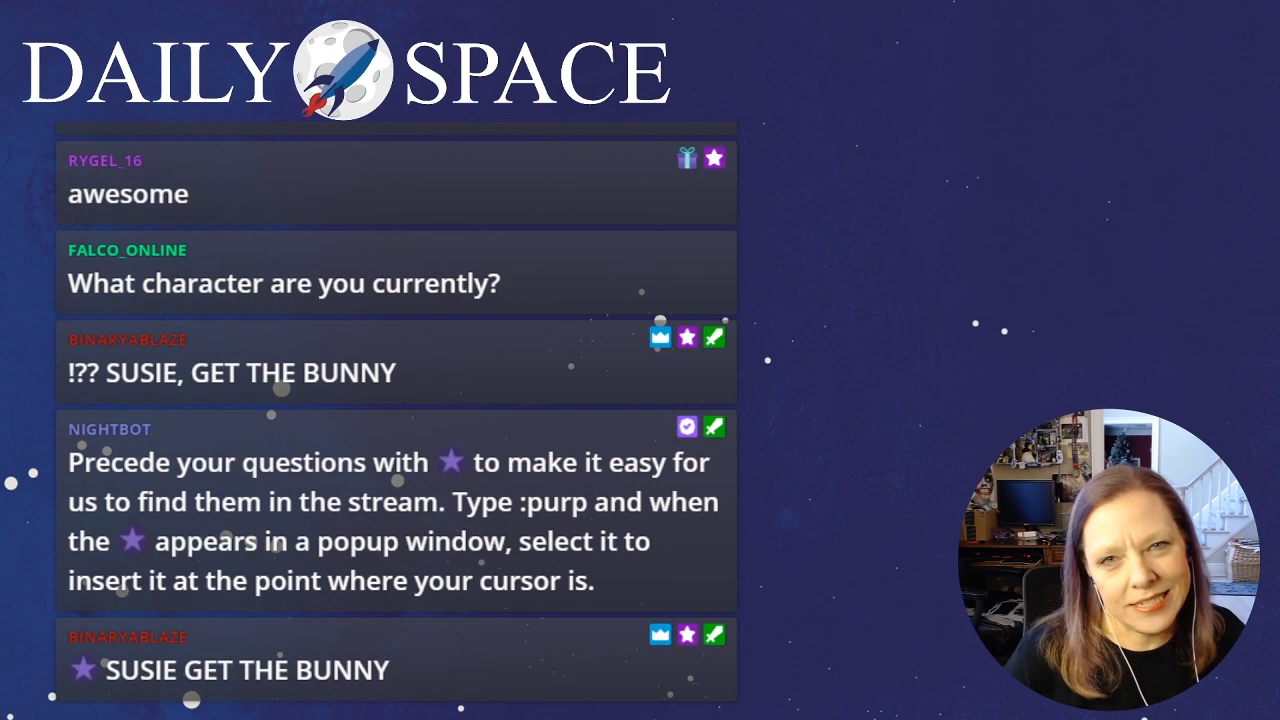 DAILY SPACE
RYGEL_16
awesome
FALCO_ONLINE
What character are you currently?
BINARYABLAZE
!?? SUSIE, GET THE BUNNY
NIGHTBOT
Precede your questions with ★ to make it easy for
us to find them in the stream. Type :purp and when
the ★ appears in a popup window, select it to
insert it at the point where your cursor is.
BINARYABLAZE
★ SUSIE GET THE BUNNY